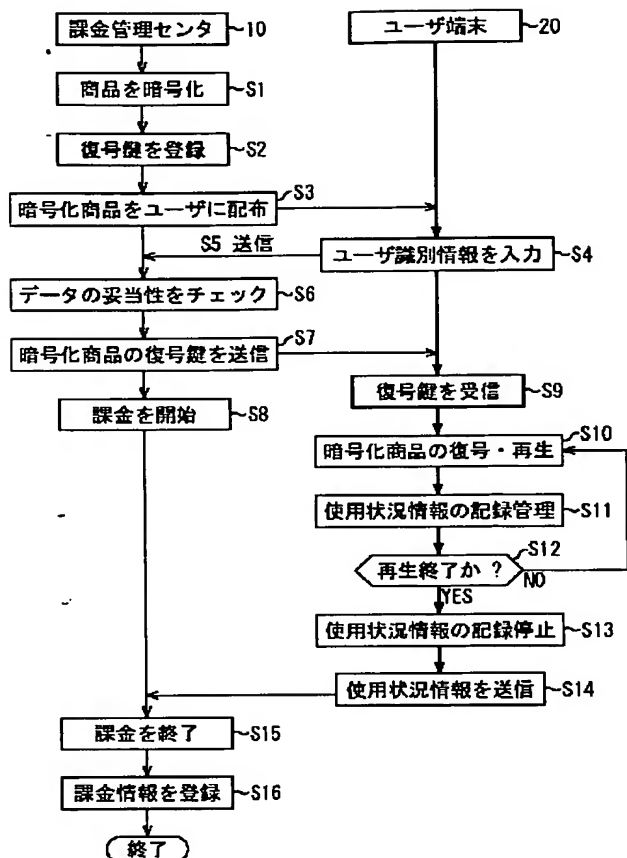 課金管理センタ 10
ユーザ端末 20
商品を暗号化 S1
復号鍵を登録 S2
暗号化商品をユーザに配布 S3
ユーザ識別情報を入力 S4
S5 送信
データの妥当性をチェック S6
暗号化商品の復号鍵を送信 S7
課金を開始 S8
復号鍵を受信 S9
暗号化商品の復号・再生 S10
使用状況情報の記録管理 S11
再生終了か ? S12
NO
YES
使用状況情報の記録停止 S13
使用状況情報を送信 S14
課金を終了 S15
課金情報を登録 S16
終了